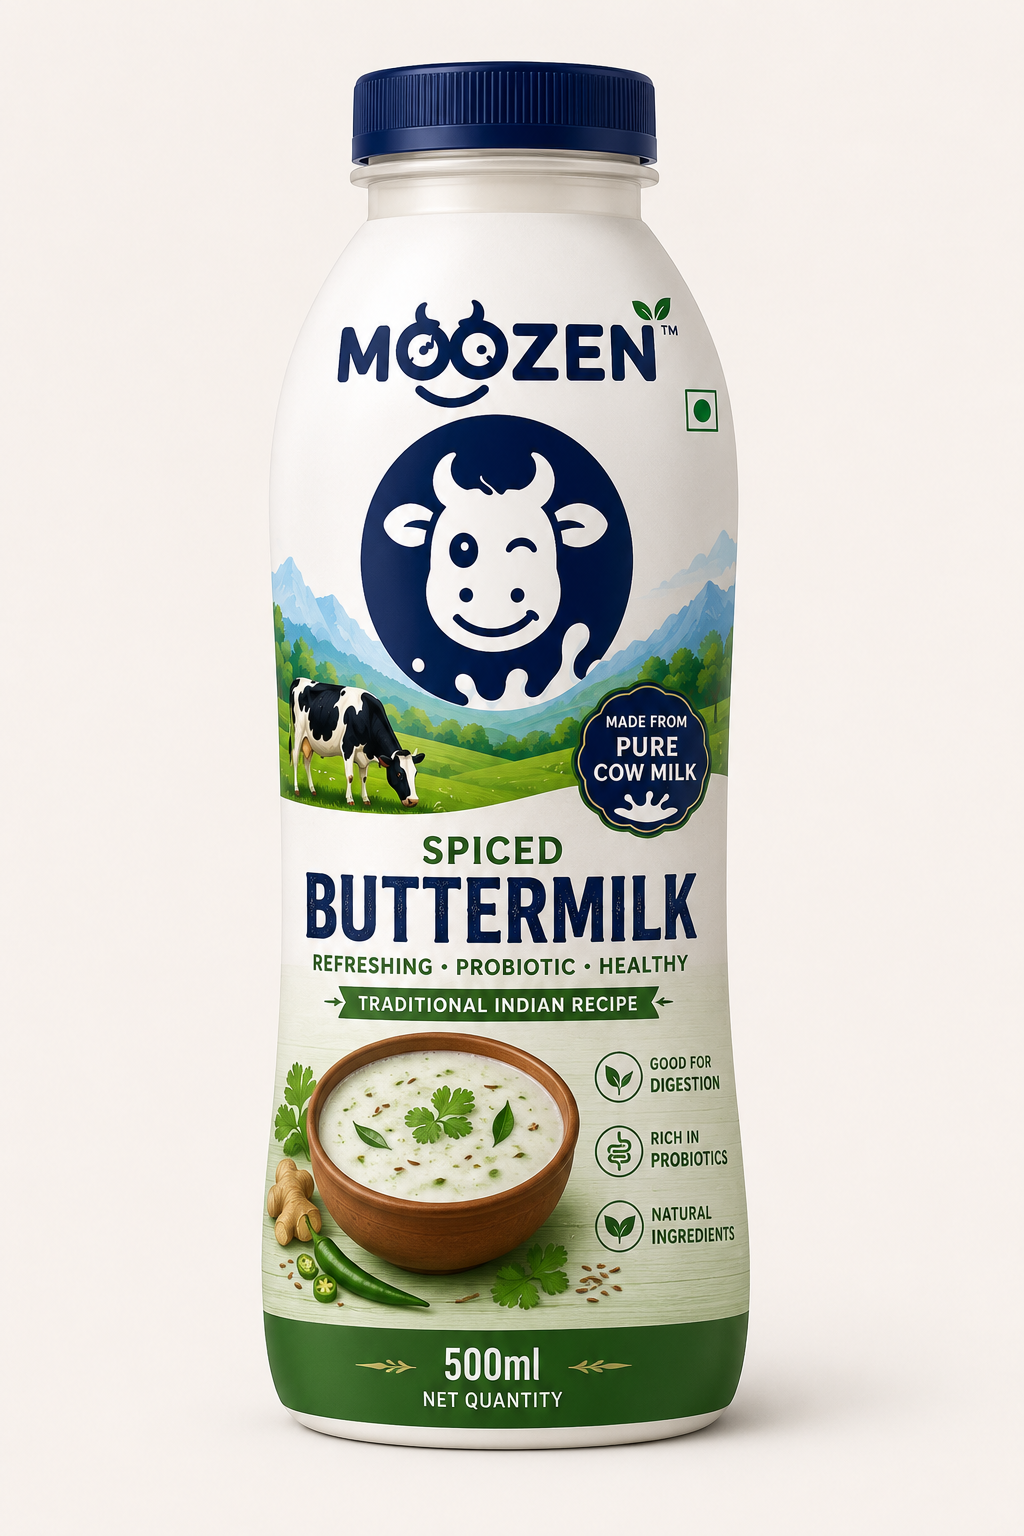 MOOZEN™
MADE FROM
PURE
COW MILK
SPICED
BUTTERMILK
REFRESHING • PROBIOTIC • HEALTHY
TRADITIONAL INDIAN RECIPE
GOOD FOR
DIGESTION
RICH IN
PROBIOTICS
NATURAL
INGREDIENTS
500ml
NET QUANTITY